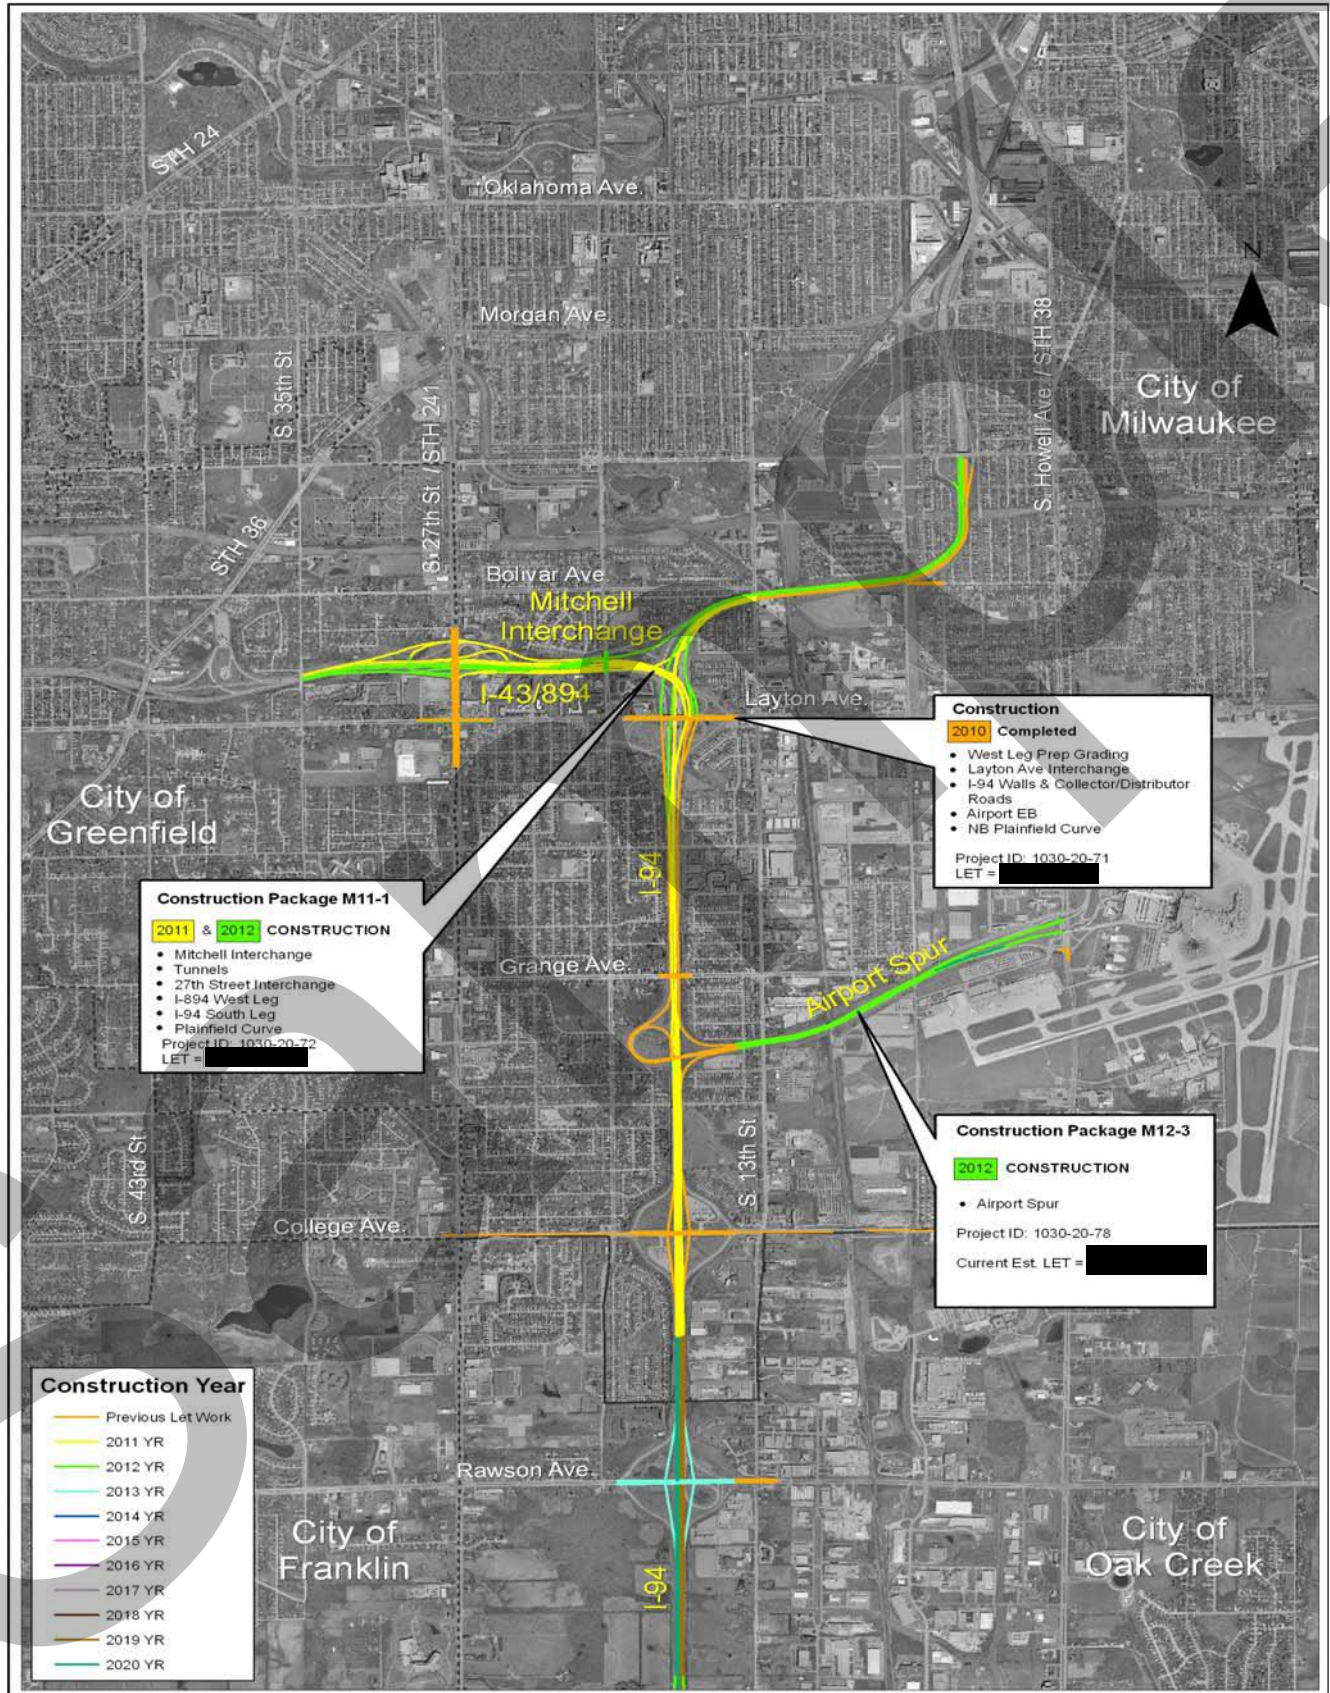 STH 24
Oklahoma Ave.
N
Morgan Ave.
S. 35th St
S. 27th St. / STH 241
S. Howell Ave. / STH 38
City of
Milwaukee
STH 36
Bolivar Ave
Mitchell
Interchange
I-43/894
Layton Ave.
Construction
2010 Completed
• West Leg Prep Grading
• Layton Ave Interchange
• I-94 Walls & Collector/Distributor
Roads
• Airport EB
• NB Plainfield Curve
Project ID: 1030-20-71
LET =
City of
Greenfield
I-94
Construction Package M11-1
2011 & 2012 CONSTRUCTION
• Mitchell Interchange
• Tunnels
• 27th Street Interchange
• I-894 West Leg
• I-94 South Leg
• Plainfield Curve
Project ID: 1030-20-72
LET =
Grange Ave.
Airport Spur
S. 43rd St
S. 13th St
College Ave.
Construction Package M12-3
2012 CONSTRUCTION
• Airport Spur
Project ID: 1030-20-78
Current Est. LET =
Construction Year
Previous Let Work
2011 YR
2012 YR
2013 YR
2014 YR
2015 YR
2016 YR
2017 YR
2018 YR
2019 YR
2020 YR
Rawson Ave.
City of
Franklin
I-94
City of
Oak Creek